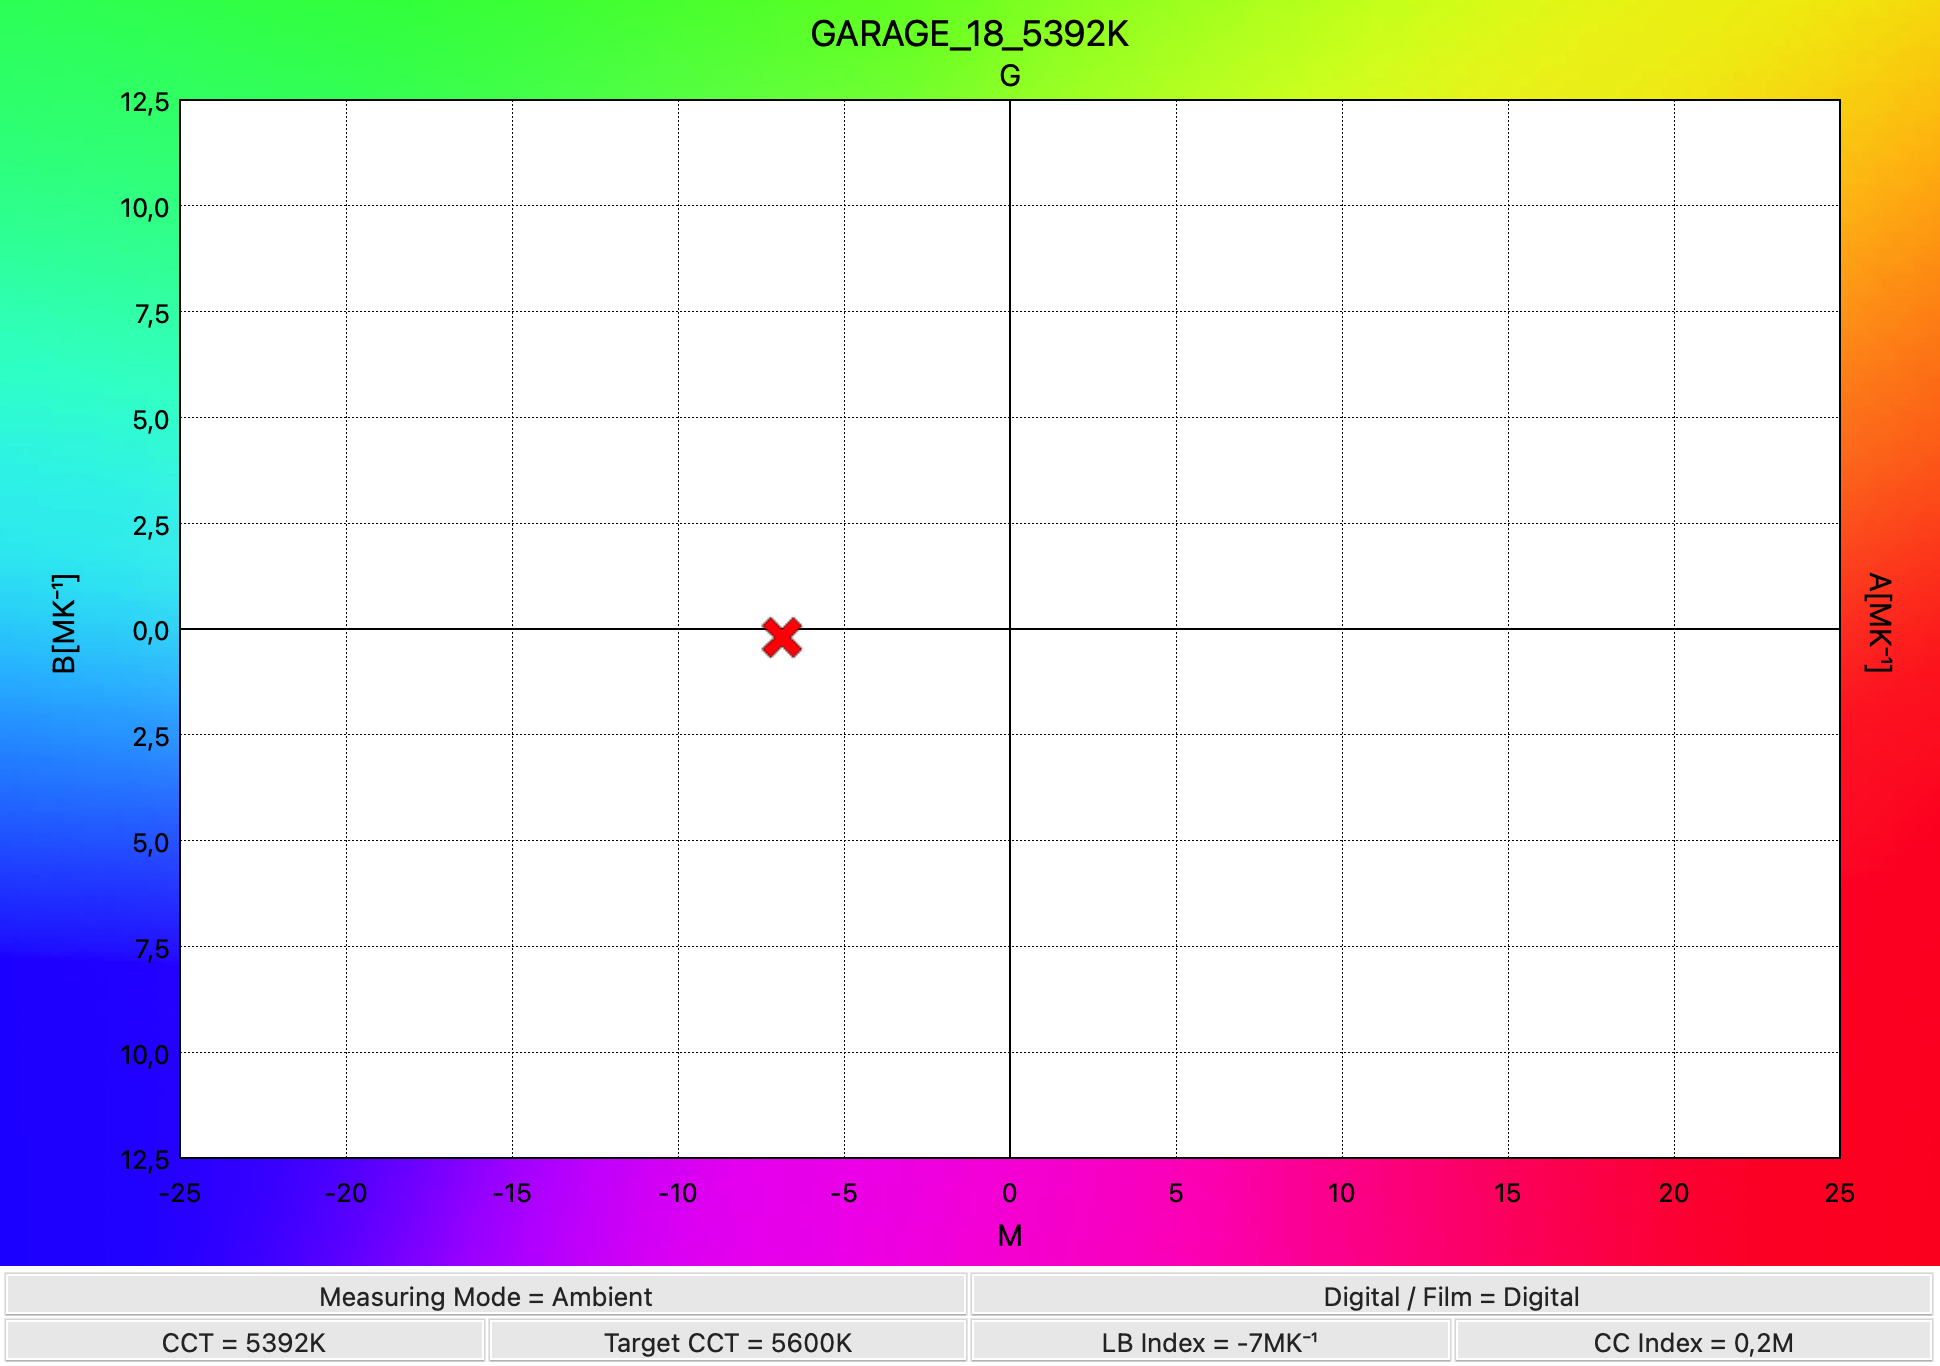 GARAGE_18_5392K
G
12,5
10,0
7,5
5,0
2,5
0,0
2,5
5,0
7,5
10,0
12,5
B[MK⁻¹]
A[MK⁻¹]
-25 -20 -15 -10 -5 0 5 10 15 20 25
M
Measuring Mode = Ambient Digital / Film = Digital
CCT = 5392K Target CCT = 5600K LB Index = -7MK⁻¹ CC Index = 0,2M